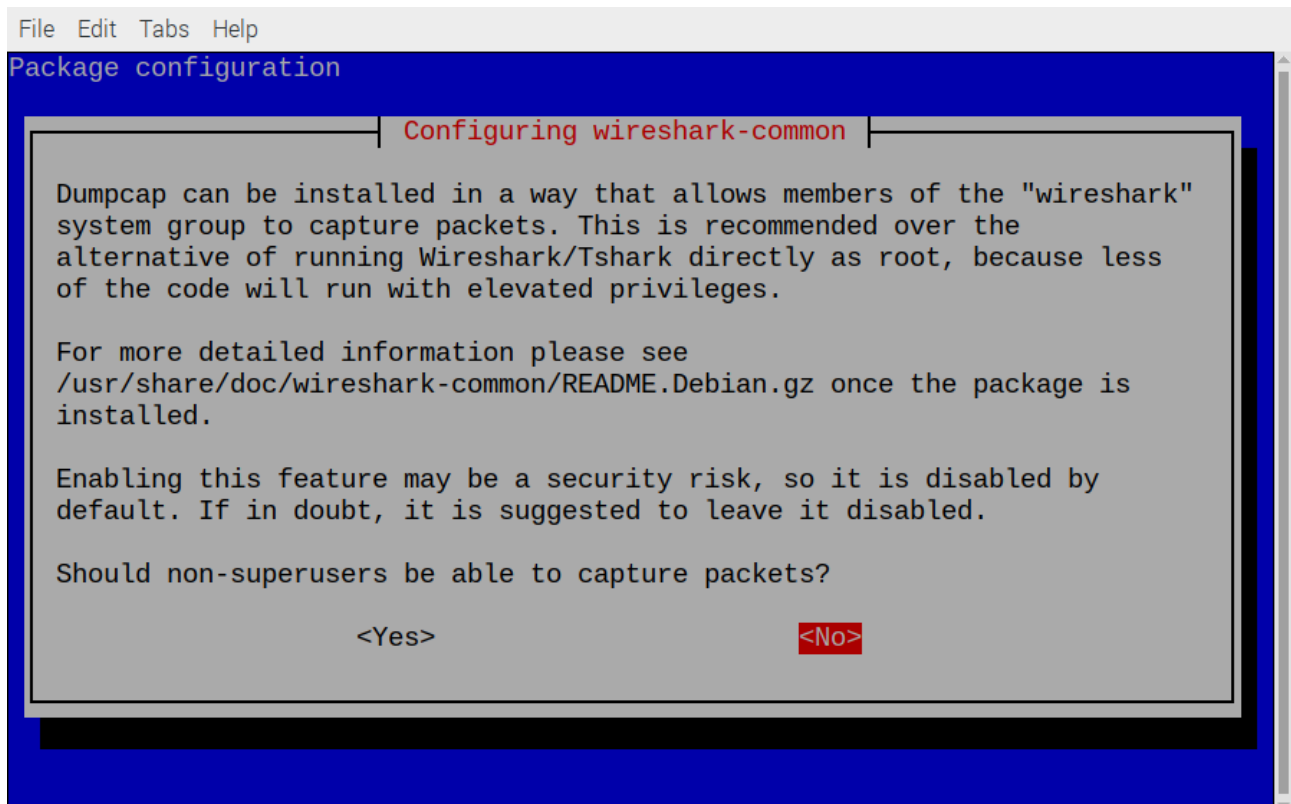 File Edit Tabs Help
Package configuration
Configuring wireshark-common
Dumpcap can be installed in a way that allows members of the "wireshark"
system group to capture packets. This is recommended over the
alternative of running Wireshark/Tshark directly as root, because less
of the code will run with elevated privileges.
For more detailed information please see
/usr/share/doc/wireshark-common/README.Debian.gz once the package is
installed.
Enabling this feature may be a security risk, so it is disabled by
default. If in doubt, it is suggested to leave it disabled.
Should non-superusers be able to capture packets?
<Yes> <No>